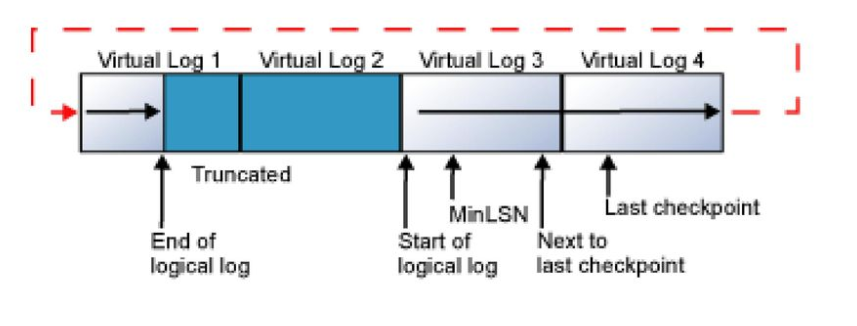 Virtual Log 1 Virtual Log 2 Virtual Log 3 Virtual Log 4
Truncated
MinLSN
Last checkpoint
End of
logical log
Start of
logical log
Next to
last checkpoint